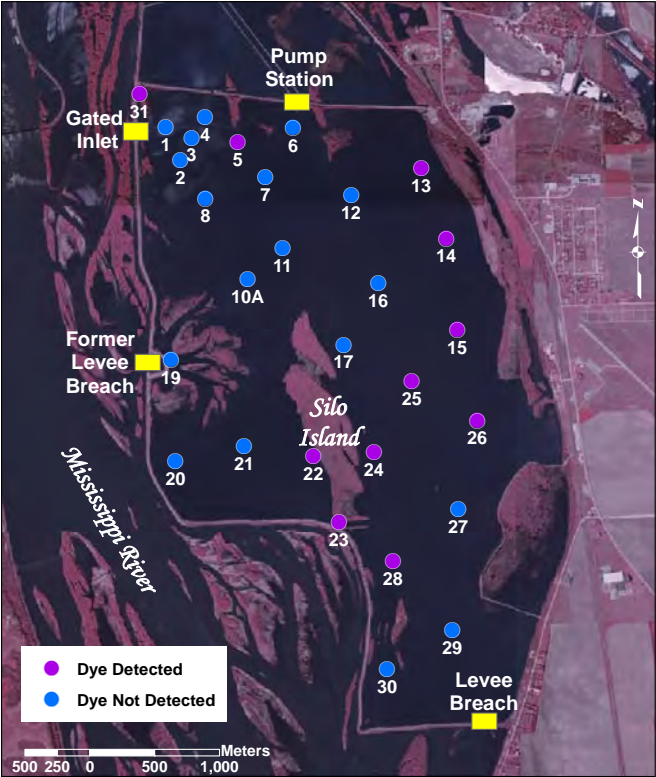 Pump
Station
31
Gated
Inlet
1
4
3
2
5
6
13
7
8
12
14
11
10A
16
15
Former
Levee
Breach
19
17
25
Silo
Island
26
24
22
21
20
Mississippi River
27
23
28
29
30
Levee
Breach
Dye Detected
Dye Not Detected
Meters
500 250 0 500 1,000
N